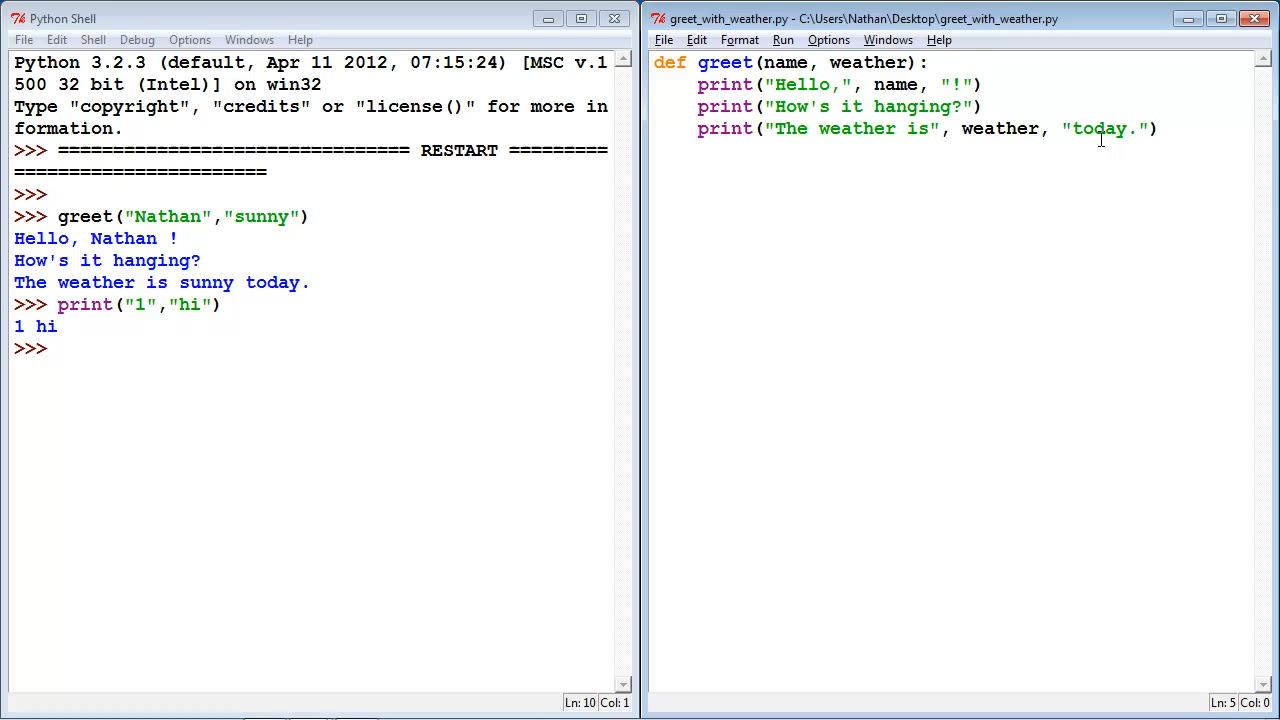 Python Shell
File Edit Shell Debug Options Windows Help
Python 3.2.3 (default, Apr 11 2012, 07:15:24) [MSC v.1
500 32 bit (Intel)] on win32
Type "copyright", "credits" or "license()" for more in
formation.
>>> ================================ RESTART =========
=======================
>>>
>>> greet("Nathan","sunny")
Hello, Nathan !
How's it hanging?
The weather is sunny today.
>>> print("1","hi")
1 hi
>>>
Ln: 10 Col: 1
greet_with_weather.py - C:\Users\Nathan\Desktop\greet_with_weather.py
File Edit Format Run Options Windows Help
def greet(name, weather):
    print("Hello,", name, "!")
    print("How's it hanging?")
    print("The weather is", weather, "today.")
Ln: 5 Col: 0